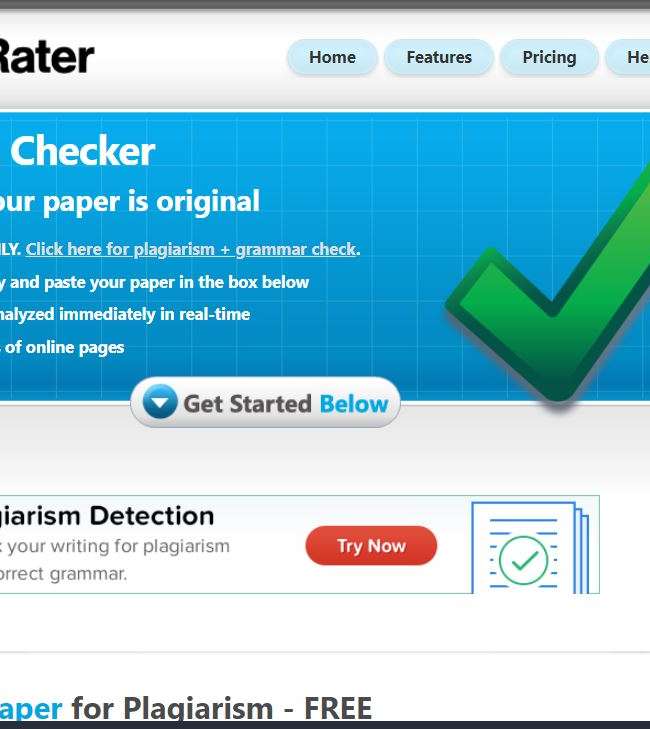 Rater
Home Features Pricing He
Checker
our paper is original
LY. Click here for plagiarism + grammar check.
y and paste your paper in the box below
nalyzed immediately in real-time
s of online pages
Get Started Below
giarism Detection
k your writing for plagiarism
Try Now
orrect grammar.
aper for Plagiarism - FREE